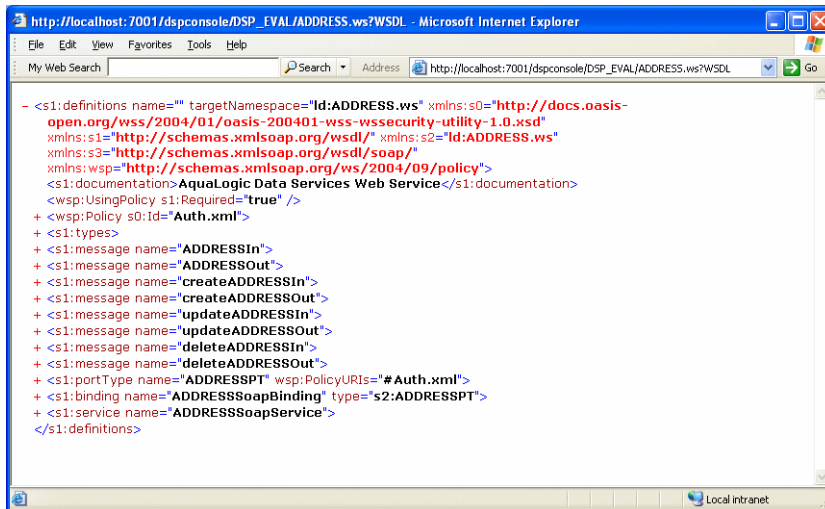 http://localhost:7001/dspconsole/DSP_EVAL/ADDRESS.ws?WSDL - Microsoft Internet Explorer
File Edit View Favorites Tools Help
My Web Search Search Address http://localhost:7001/dspconsole/DSP_EVAL/ADDRESS.ws?WSDL Go
- <s1:definitions name="" targetNamespace="ld:ADDRESS.ws" xmlns:s0="http://docs.oasis-
open.org/wss/2004/01/oasis-200401-wss-wssecurity-utility-1.0.xsd"
xmlns:s1="http://schemas.xmlsoap.org/wsdl/" xmlns:s2="ld:ADDRESS.ws"
xmlns:s3="http://schemas.xmlsoap.org/wsdl/soap/"
xmlns:wsp="http://schemas.xmlsoap.org/ws/2004/09/policy">
<s1:documentation>AquaLogic Data Services Web Service</s1:documentation>
<wsp:UsingPolicy s1:Required="true" />
+ <wsp:Policy s0:Id="Auth.xml">
+ <s1:types>
+ <s1:message name="ADDRESSIn">
+ <s1:message name="ADDRESSOut">
+ <s1:message name="createADDRESSIn">
+ <s1:message name="createADDRESSOut">
+ <s1:message name="updateADDRESSIn">
+ <s1:message name="updateADDRESSOut">
+ <s1:message name="deleteADDRESSIn">
+ <s1:message name="deleteADDRESSOut">
+ <s1:portType name="ADDRESSPT" wsp:PolicyURIs="#Auth.xml">
+ <s1:binding name="ADDRESSSoapBinding" type="s2:ADDRESSPT">
+ <s1:service name="ADDRESSSoapService">
</s1:definitions>
Local intranet